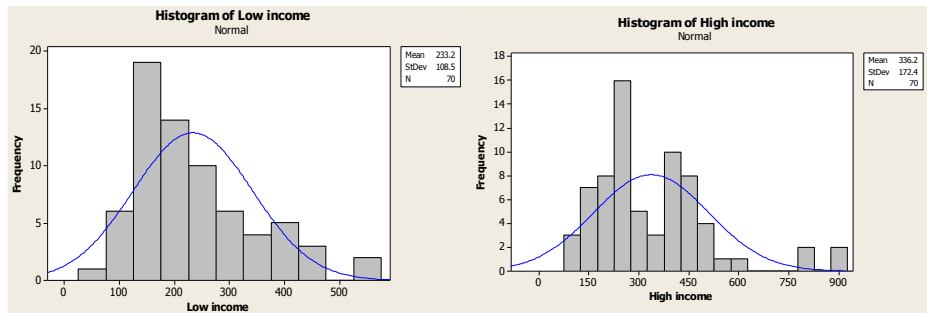 Histogram of Low income
Normal
Mean 233.2
StDev 108.5
N 70
Frequency
20
15
10
5
0
0 100 200 300 400 500
Low income
Histogram of High income
Normal
Mean 336.2
StDev 172.4
N 70
Frequency
18
16
14
12
10
8
6
4
2
0
0 150 300 450 600 750 900
High income